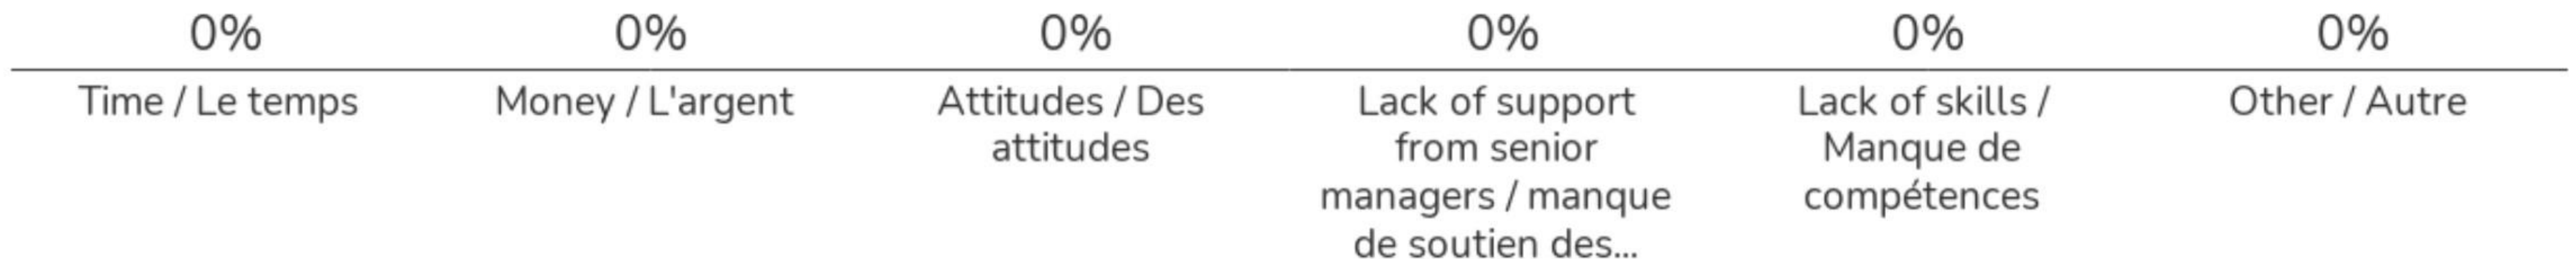 0% 0% 0% 0% 0% 0%
Time / Le temps
Money / L'argent
Attitudes / Des
attitudes
Lack of support
from senior
managers / manque
de soutien des...
Lack of skills /
Manque de
compétences
Other / Autre